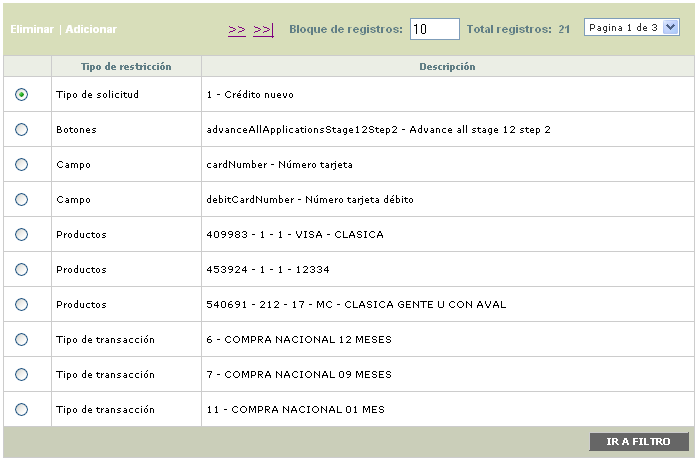 Eliminar | Adicionar >> >>| Bloque de registros: 10 Total registros: 21 Pagina 1 de 3
Tipo de restricción Descripción
Tipo de solicitud 1 - Crédito nuevo
Botones advanceAllApplicationsStage12Step2 - Advance all stage 12 step 2
Campo cardNumber - Número tarjeta
Campo debitCardNumber - Número tarjeta débito
Productos 409983 - 1 - 1 - VISA - CLASICA
Productos 453924 - 1 - 1 - 12334
Productos 540691 - 212 - 17 - MC - CLASICA GENTE U CON AVAL
Tipo de transacción 6 - COMPRA NACIONAL 12 MESES
Tipo de transacción 7 - COMPRA NACIONAL 09 MESES
Tipo de transacción 11 - COMPRA NACIONAL 01 MES
IR A FILTRO